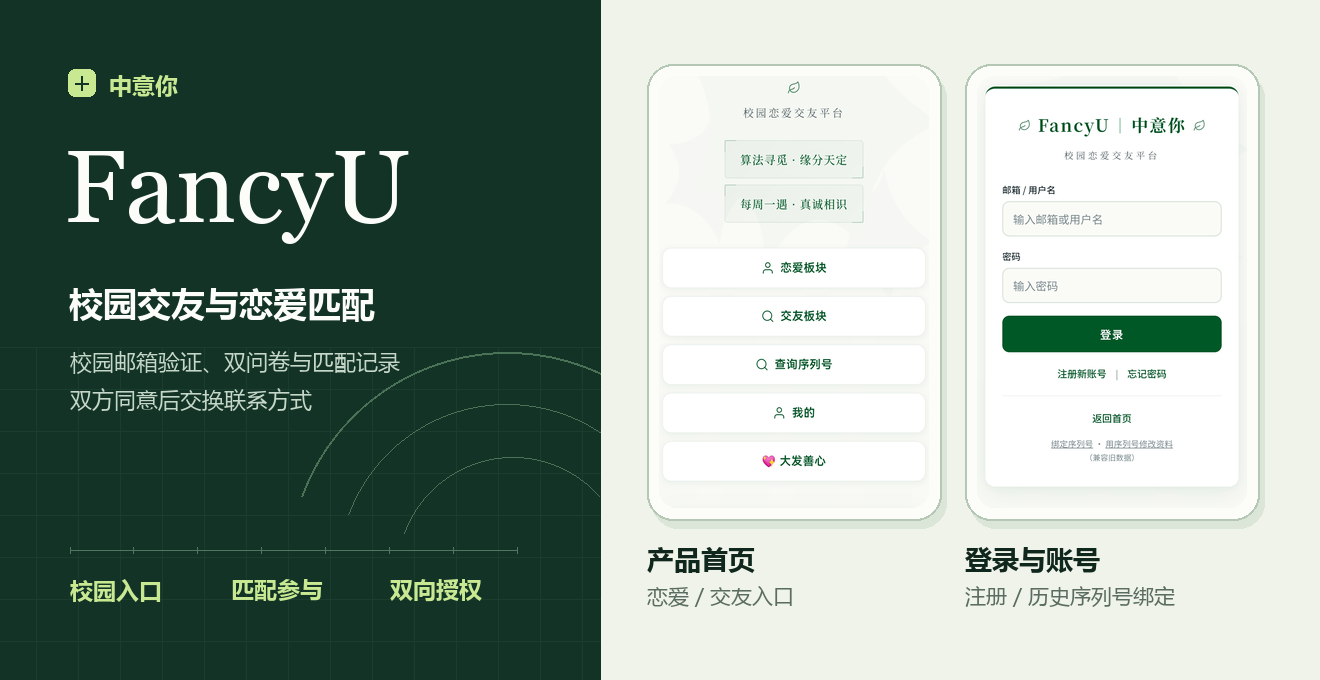 中意你
FancyU
校园交友与恋爱匹配
校园邮箱验证、双问卷与匹配记录
双方同意后交换联系方式
校园入口
匹配参与
双向授权
校园恋爱交友平台
算法寻觅 · 缘分天定
每周一遇 · 真诚相识
恋爱板块
交友板块
查询序列号
我的
💘 大发善心
产品首页
恋爱 / 交友入口
FancyU | 中意你
校园恋爱交友平台
邮箱 / 用户名
输入邮箱或用户名
密码
输入密码
登录
注册新账号 | 忘记密码
返回首页
绑定序列号 · 用序列号修改资料
（兼容旧数据）
登录与账号
注册 / 历史序列号绑定